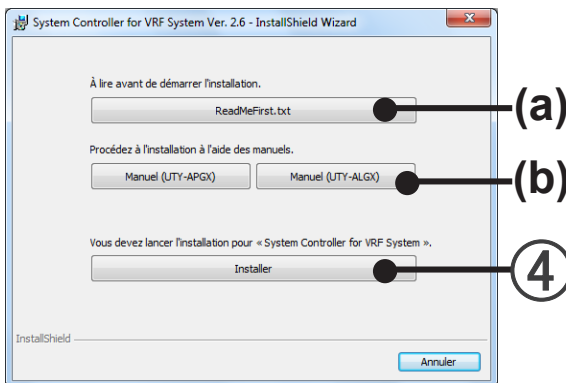 System Controller for VRF System Ver. 2.6 - InstallShield Wizard
À lire avant de démarrer l'installation.
ReadMeFirst.txt
(a)
Procédez à l'installation à l'aide des manuels.
Manuel (UTY-APGX) Manuel (UTY-ALGX)
(b)
Vous devez lancer l'installation pour « System Controller for VRF System ».
Installer
④
InstallShield
Annuler